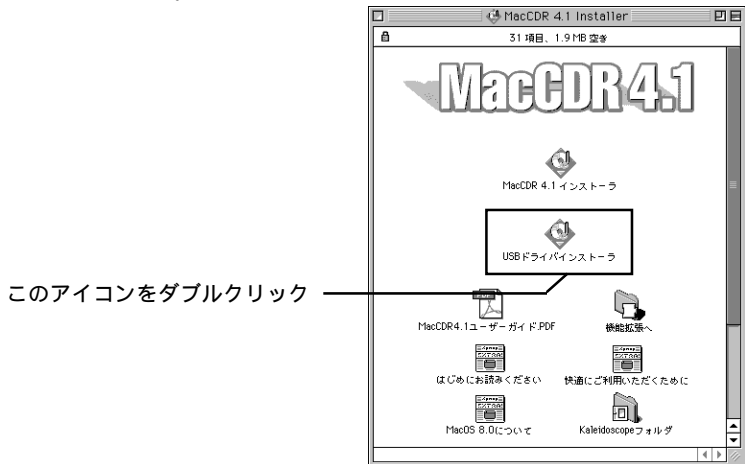 MacCDR 4.1 Installer
31 項目、1.9 MB 空き
MacCDR 4.1
MacCDR 4.1 インストーラ
USBドライバインストーラ
このアイコンをダブルクリック
MacCDR4.1ユーザーガイド.PDF
機能拡張へ
はじめにお読みください
快適にご利用いただくために
MacOS 8.0について
Kaleidoscopeフォルダ